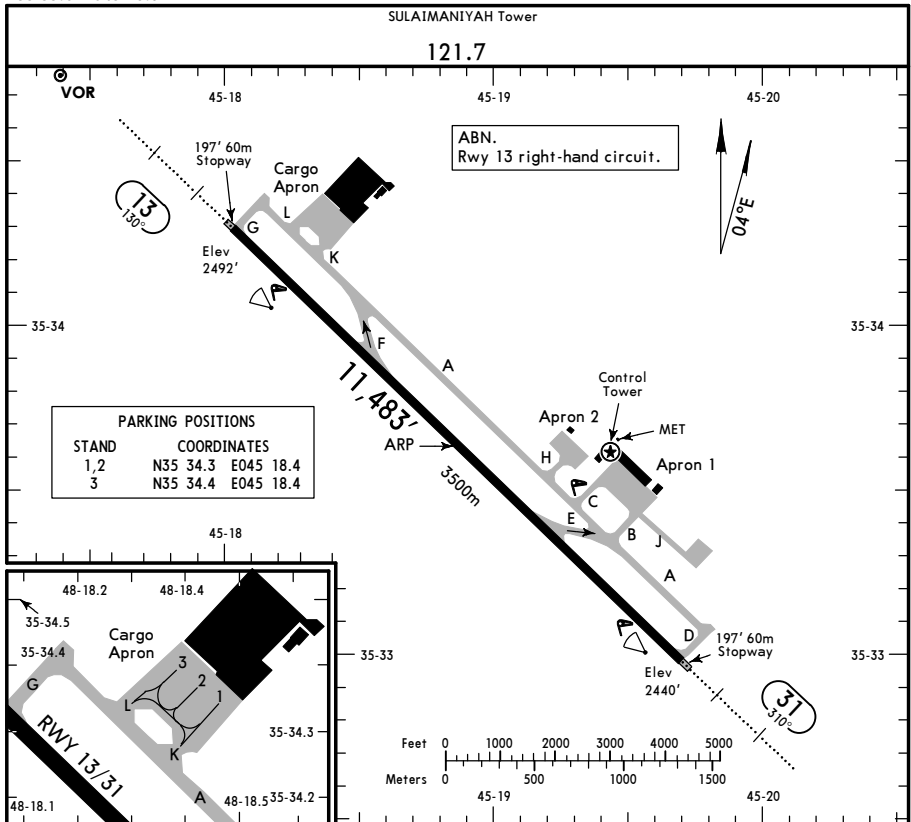 SULAIMANIYAH Tower
121.7
VOR
45-18
45-19
45-20
197' 60m
Stopway
Cargo
Apron
ABN.
Rwy 13 right-hand circuit.
04°E
13
130°
L
G
K
Elev
2492'
35-34
35-34
F
A
11,483'
Control
Tower
Apron 2
MET
ARP
Apron 1
H
3500m
C
E
B
J
A
PARKING POSITIONS
STAND COORDINATES
1,2 N35 34.3 E045 18.4
3 N35 34.4 E045 18.4
45-18
D
197' 60m
Stopway
35-33
Elev
2440'
31
310°
48-18.2
48-18.4
35-34.5
35-34.4
Cargo
Apron
3
2
1
G
L
K
35-34.3
RWY 13/31
A
48-18.1
48-18.5
35-34.2
35-33
Feet 0 1000 2000 3000 4000 5000
Meters 0 500 1000 1500
45-19
45-20